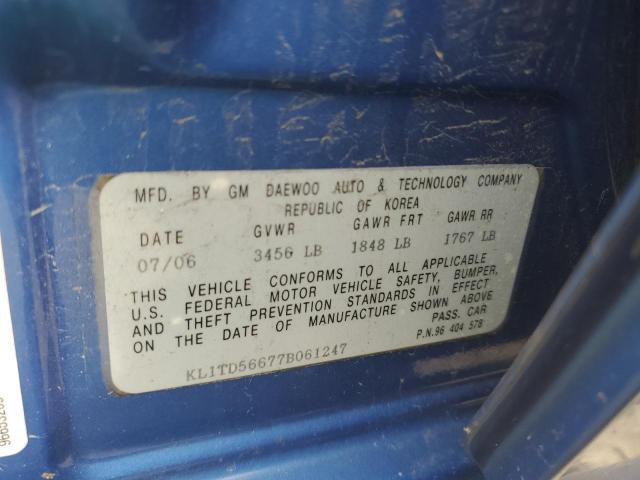 MFD. BY GM DAEWOO AUTO & TECHNOLOGY COMPANY
REPUBLIC OF KOREA
DATE GVWR GAWR FRT GAWR RR
07/06 3456 LB 1848 LB 1767 LB
THIS VEHICLE CONFORMS TO ALL APPLICABLE
U.S. FEDERAL MOTOR VEHICLE SAFETY, BUMPER,
AND THEFT PREVENTION STANDARDS IN EFFECT
ON THE DATE OF MANUFACTURE SHOWN ABOVE
PASS. CAR
P.N.96 404 578
KL1TD56677B061247